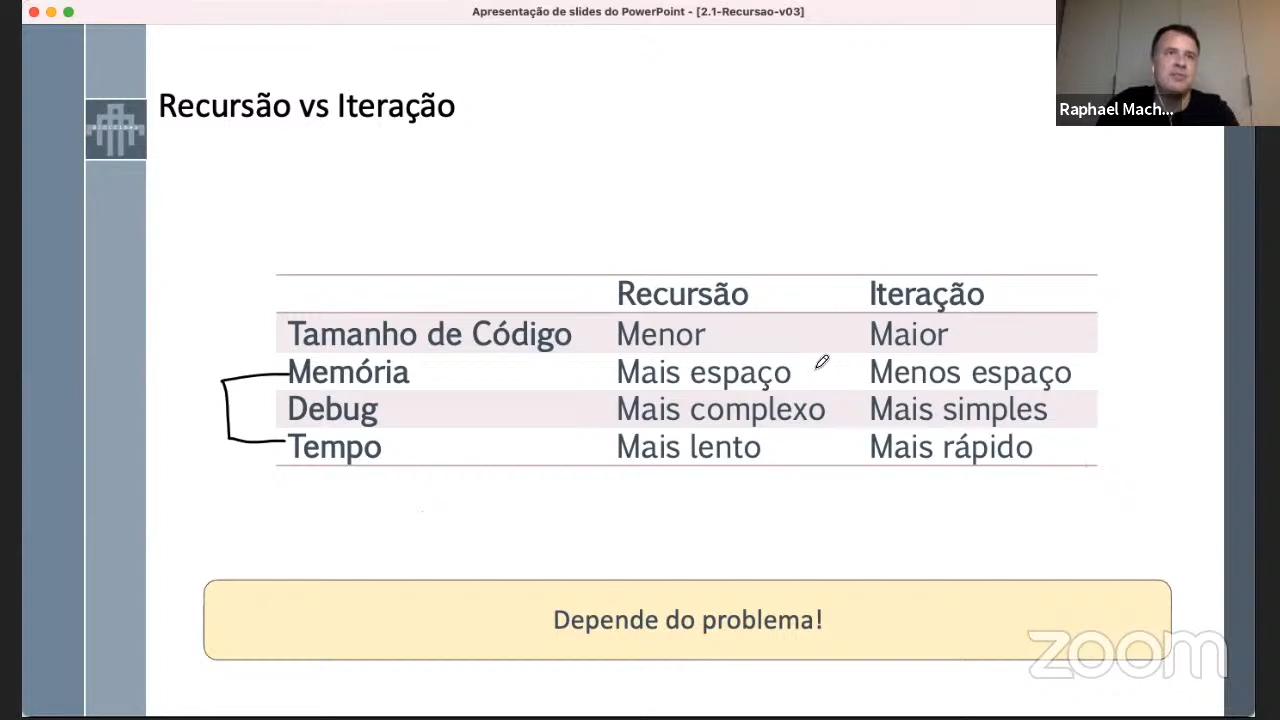 Apresentação de slides do PowerPoint - [2.1-Recursao-v03]
Raphael Mach...
Recursão vs Iteração
Recursão Iteração
Tamanho de Código Menor Maior
Memória Mais espaço Menos espaço
Debug Mais complexo Mais simples
Tempo Mais lento Mais rápido
Depende do problema!
zoom